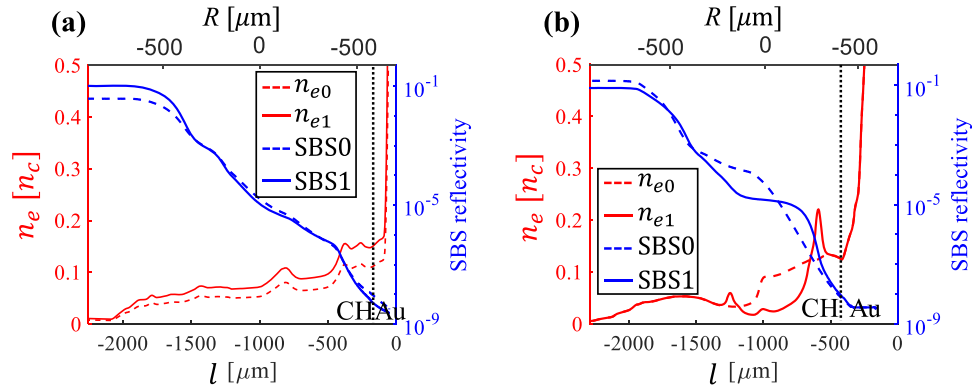 (a)
R [μm]
-500 0 -500
0.5
0.4
0.3
0.2
0.1
0
n_e [n_c]
n_e0
n_e1
SBS0
SBS1
CH Au
10^-1
10^-5
10^-9
SBS reflectivity
-2000 -1500 -1000 -500 0
l [μm]
(b)
R [μm]
-500 0 -500
0.5
0.4
0.3
0.2
0.1
0
n_e [n_c]
n_e0
n_e1
SBS0
SBS1
CH Au
10^-1
10^-5
10^-9
SBS reflectivity
-2000 -1500 -1000 -500 0
l [μm]